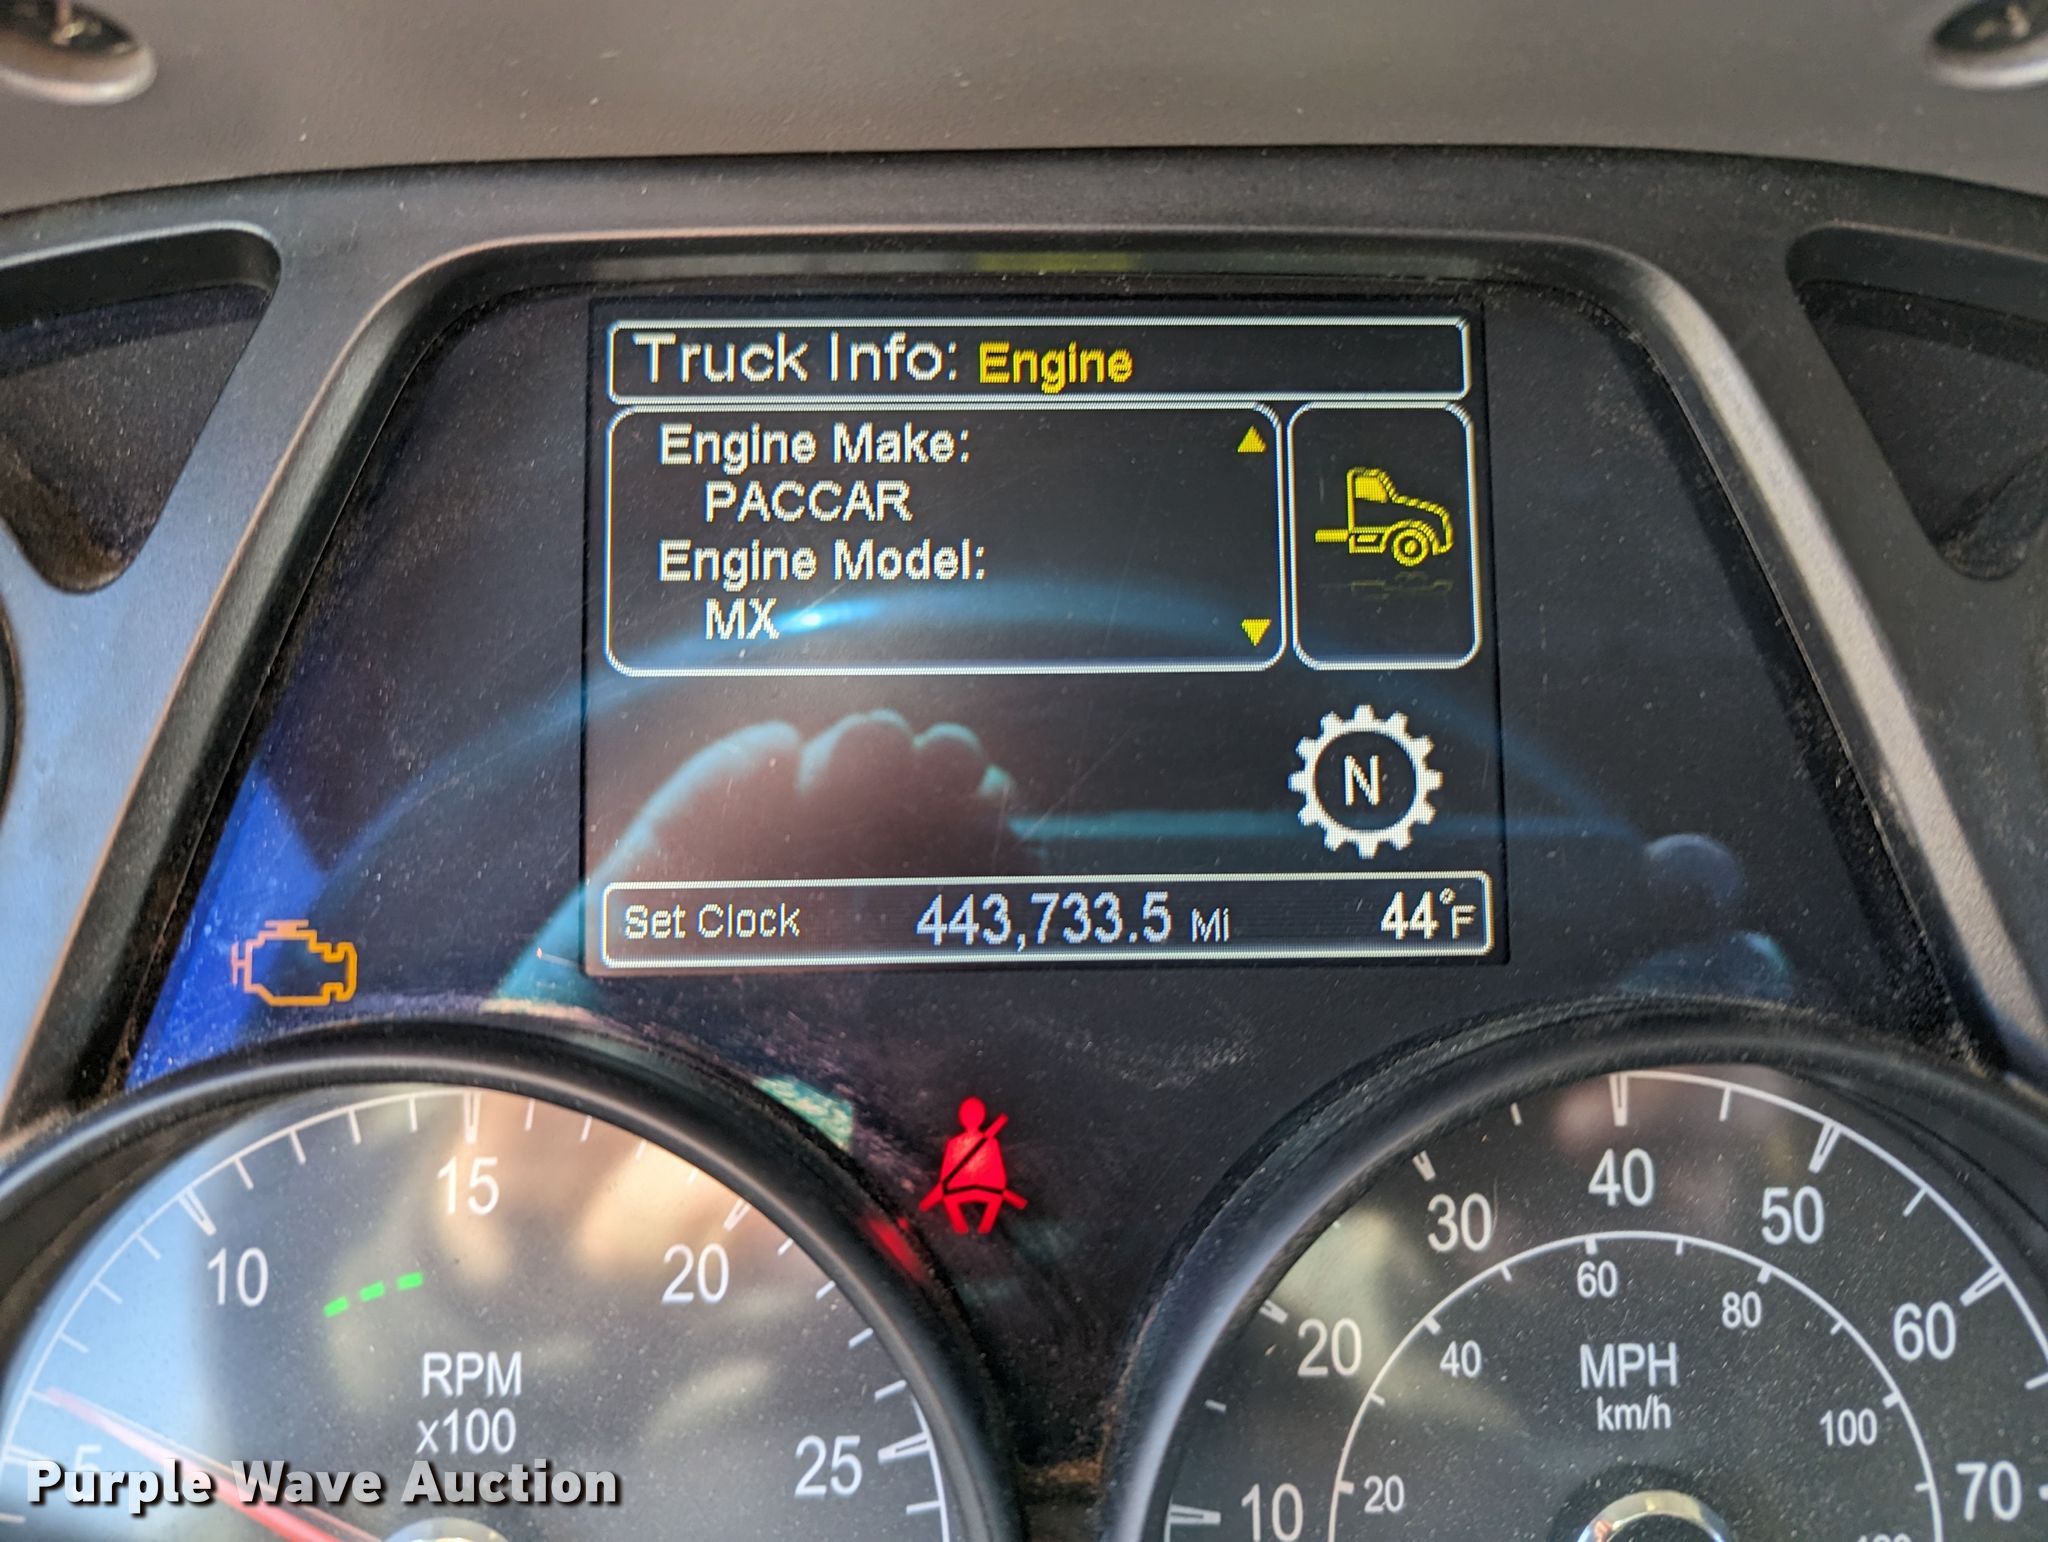 Truck Info: Engine
Engine Make:
PACCAR
Engine Model:
MX
N
Set Clock 443,733.5 Mi 44°F
5
10
15
20
25
RPM
x100
10
20
30
40
50
60
70
20
40
60
80
100
MPH
km/h
Purple Wave Auction